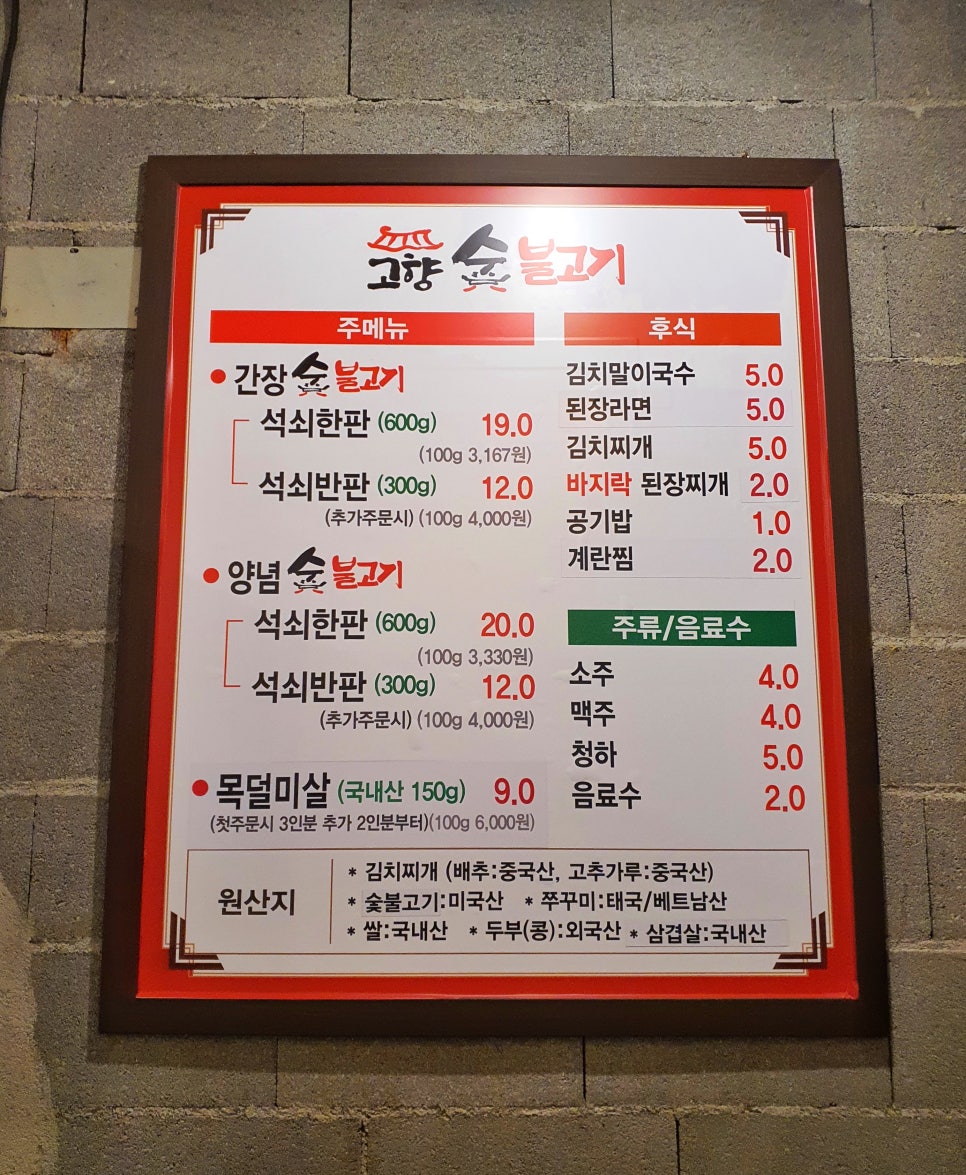 고향 숯불고기
주메뉴
간장 숯불고기
석쇠한판 (600g) 19.0
(100g 3,167원)
석쇠반판 (300g) 12.0
(추가주문시) (100g 4,000원)
양념 숯불고기
석쇠한판 (600g) 20.0
(100g 3,330원)
석쇠반판 (300g) 12.0
(추가주문시) (100g 4,000원)
목덜미살 (국내산 150g) 9.0
(첫주문시 3인분 추가 2인분부터)(100g 6,000원)
후식
김치말이국수 5.0
된장라면 5.0
김치찌개 5.0
바지락 된장찌개 2.0
공기밥 1.0
계란찜 2.0
주류/음료수
소주 4.0
맥주 4.0
청하 5.0
음료수 2.0
원산지
* 김치찌개 (배추:중국산, 고추가루:중국산)
* 숯불고기:미국산 * 쭈꾸미:태국/베트남산
* 쌀:국내산 * 두부(콩):외국산 * 삼겹살:국내산